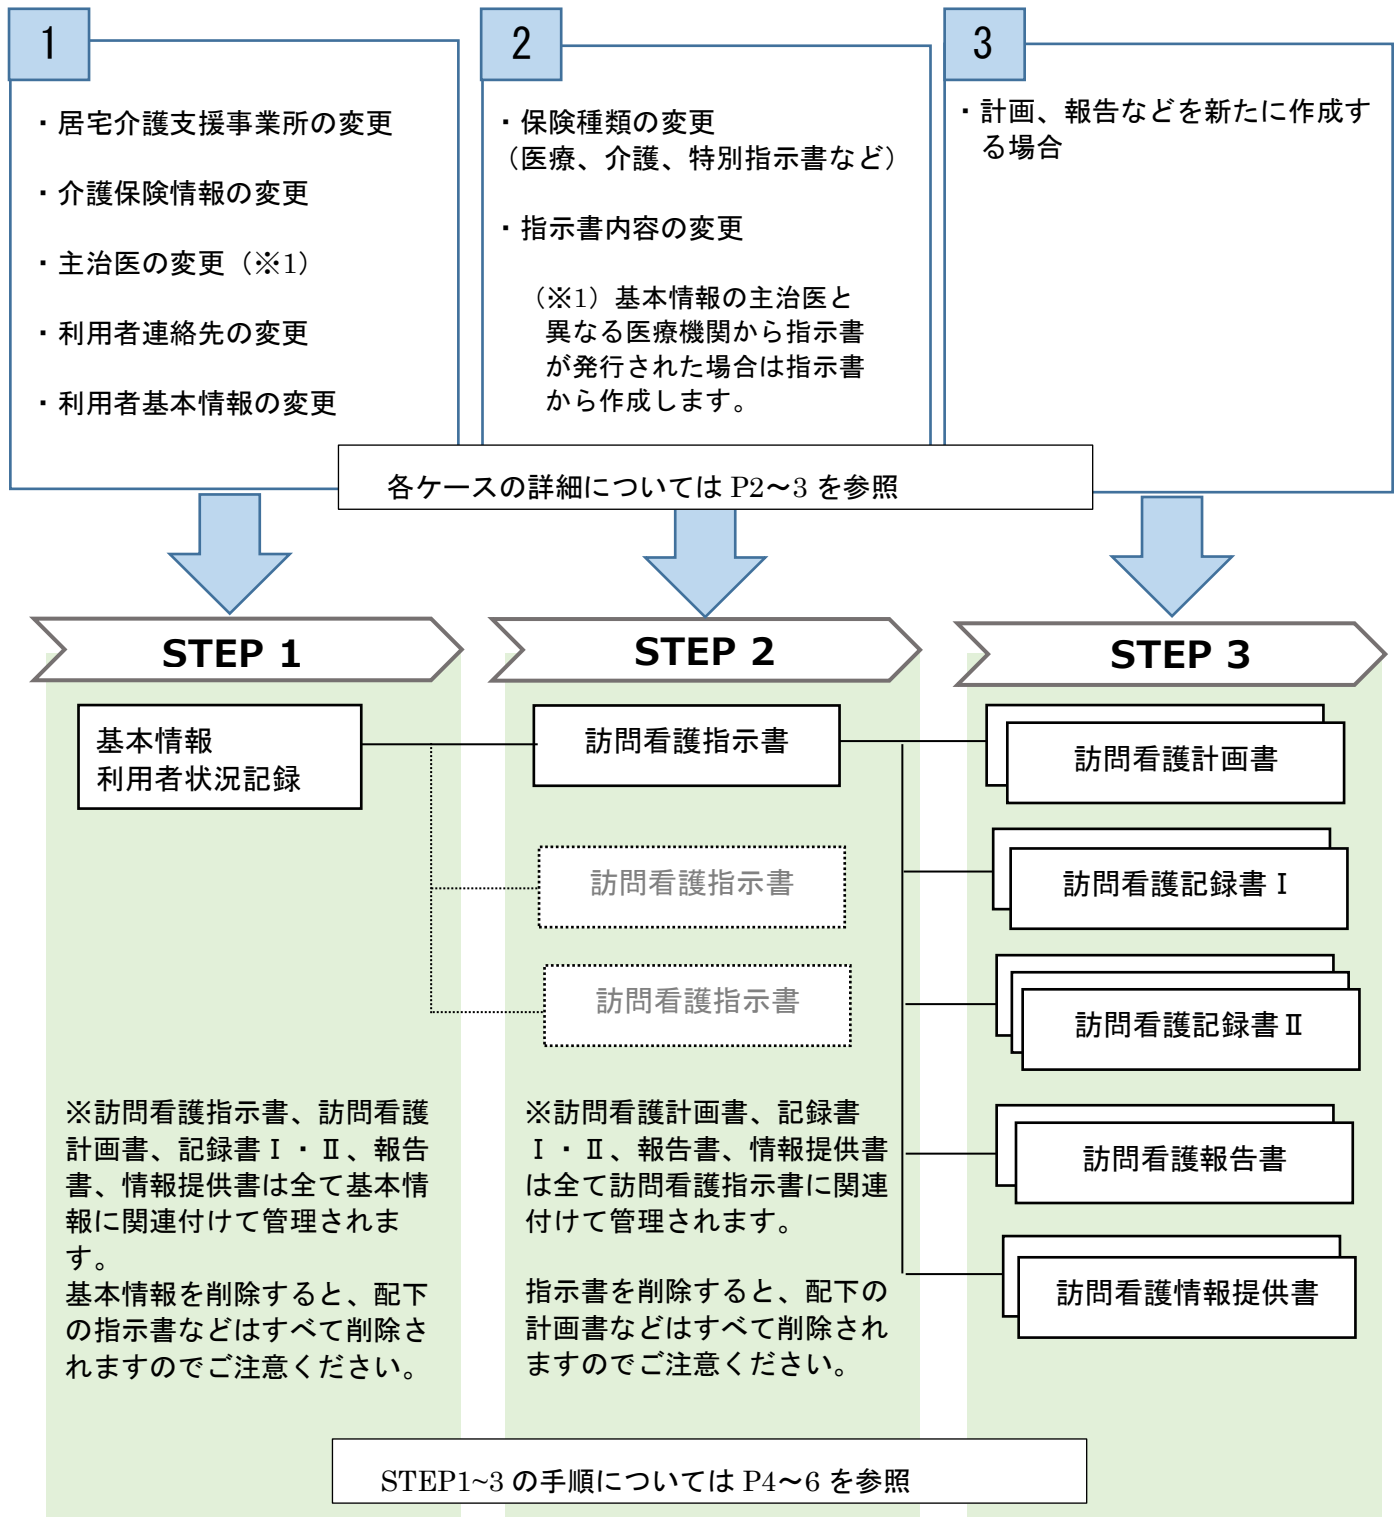 1
・居宅介護支援事業所の変更
・介護保険情報の変更
・主治医の変更（※1）
・利用者連絡先の変更
・利用者基本情報の変更
2
・保険種類の変更
（医療、介護、特別指示書など）
・指示書内容の変更
（※1）基本情報の主治医と
異なる医療機関から指示書
が発行された場合は指示書
から作成します。
3
・計画、報告などを新たに作成す
る場合
各ケースの詳細については P2～3 を参照
STEP 1
基本情報
利用者状況記録
※訪問看護指示書、訪問看護
計画書、記録書Ⅰ・Ⅱ、報告
書、情報提供書は全て基本情
報に関連付けて管理されま
す。
基本情報を削除すると、配下
の指示書などはすべて削除さ
れますのでご注意ください。
STEP 2
訪問看護指示書
訪問看護指示書
訪問看護指示書
※訪問看護計画書、記録書
Ⅰ・Ⅱ、報告書、情報提供書
は全て訪問看護指示書に関連
付けて管理されます。
指示書を削除すると、配下の
計画書などはすべて削除され
ますのでご注意ください。
STEP 3
訪問看護計画書
訪問看護記録書Ⅰ
訪問看護記録書Ⅱ
訪問看護報告書
訪問看護情報提供書
STEP1~3 の手順については P4～6 を参照